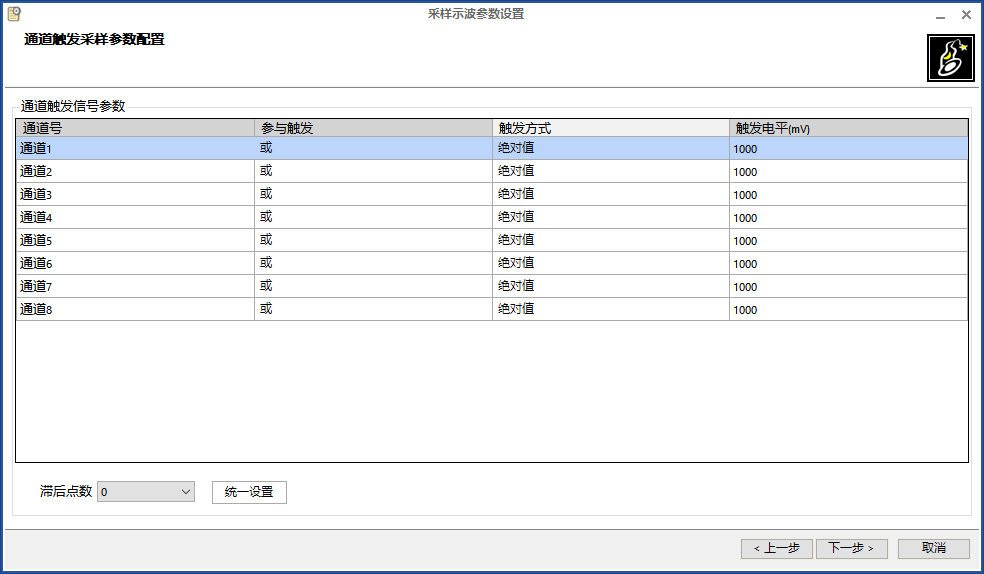 采样示波参数设置
通道触发采样参数配置
通道触发信号参数
通道号 参与触发 触发方式 触发电平(mV)
通道1 或 绝对值 1000
通道2 或 绝对值 1000
通道3 或 绝对值 1000
通道4 或 绝对值 1000
通道5 或 绝对值 1000
通道6 或 绝对值 1000
通道7 或 绝对值 1000
通道8 或 绝对值 1000
滞后点数 0 统一设置
< 上一步 下一步 > 取消